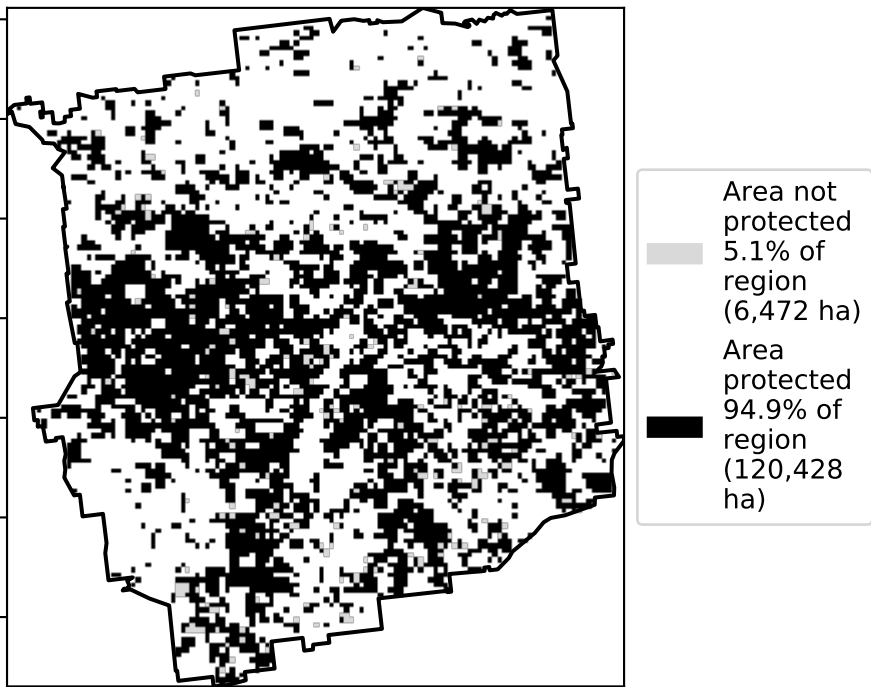 Area not
protected
5.1% of
region
(6,472 ha)
Area
protected
94.9% of
region
(120,428
ha)